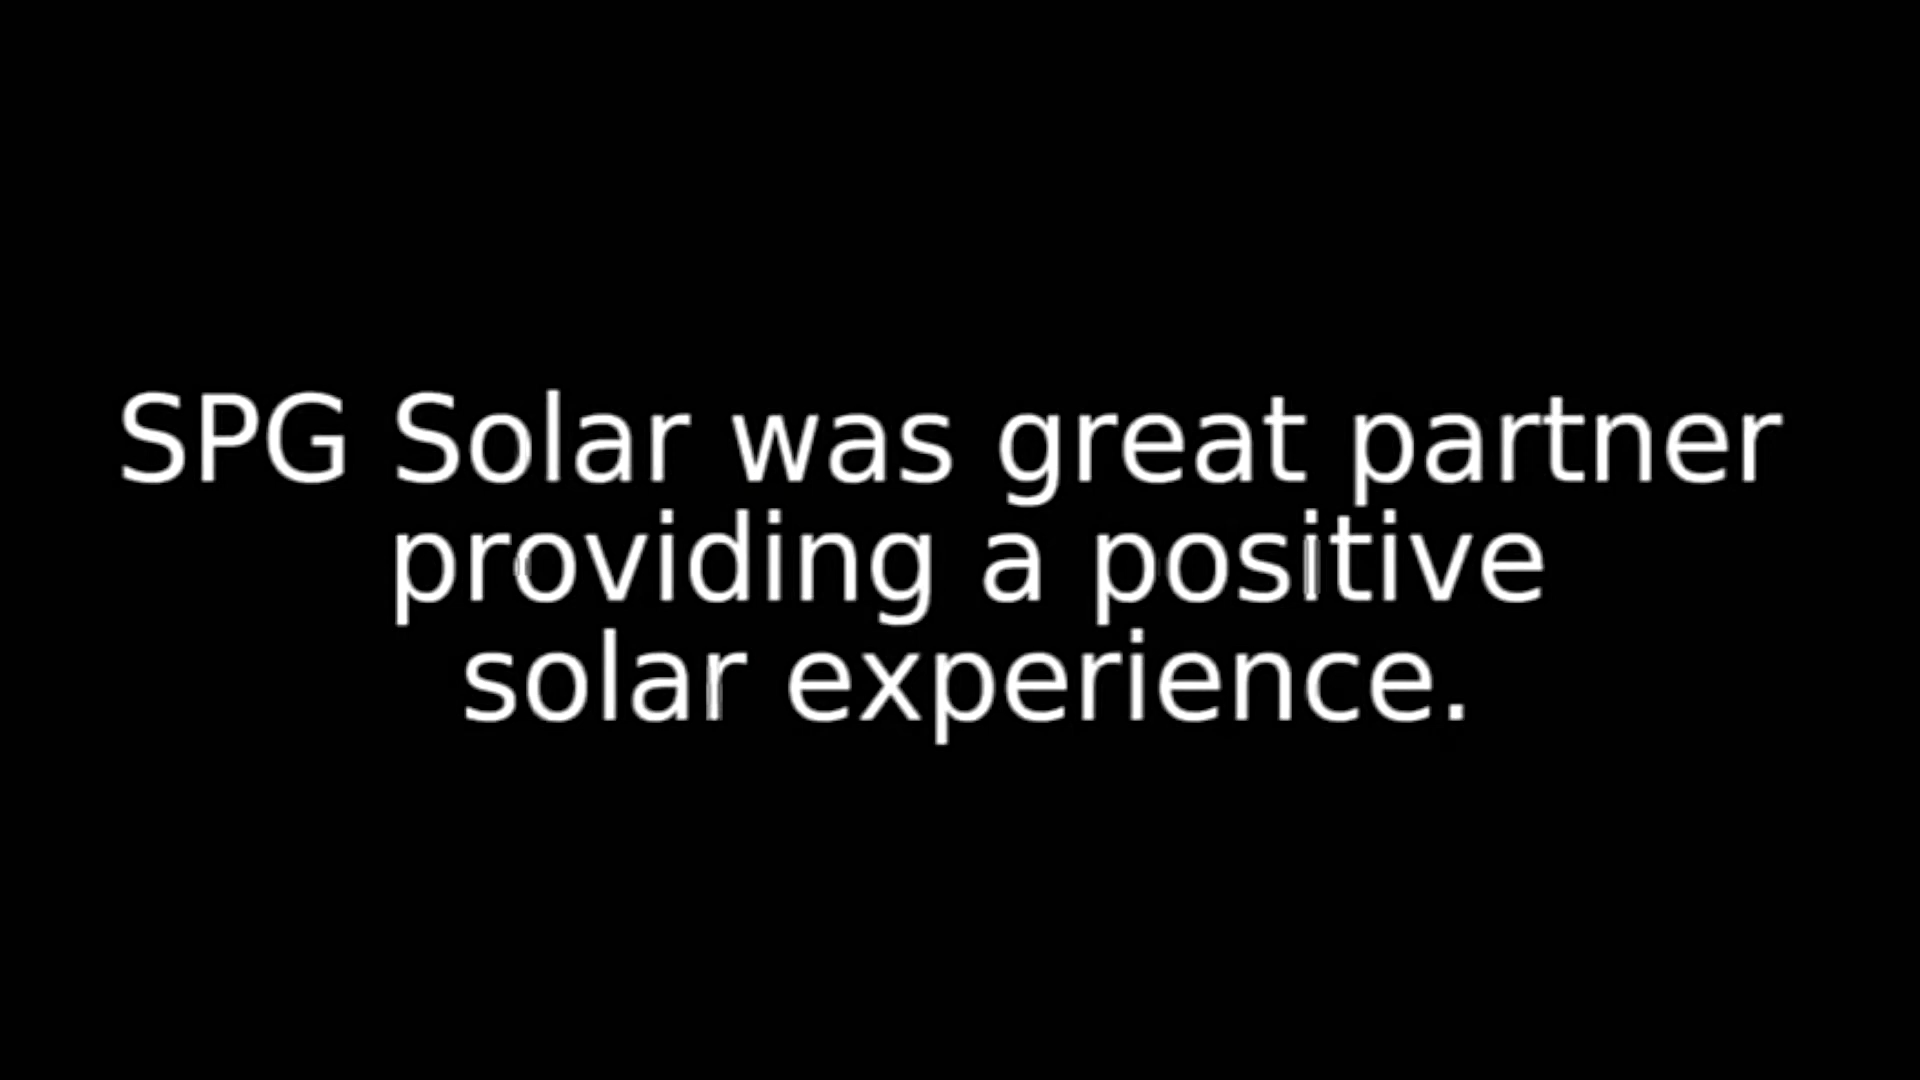 SPG Solar was great partner
providing a positive
solar experience.